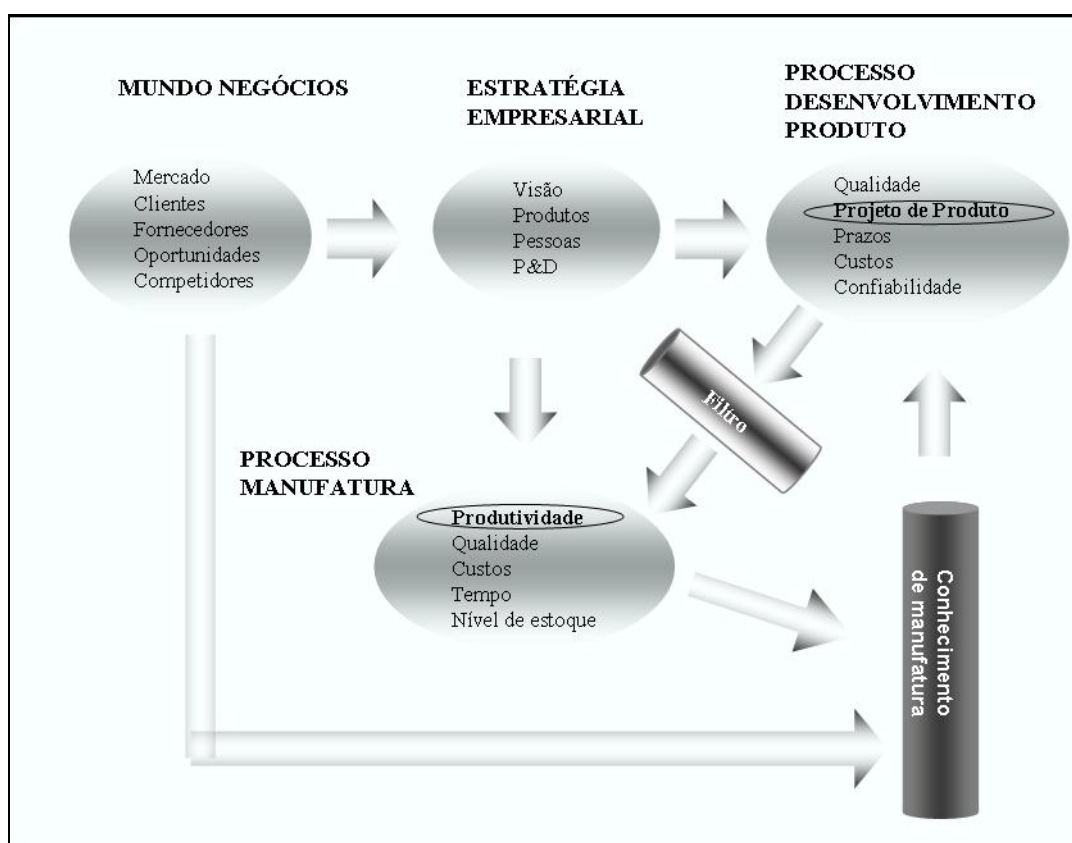 MUNDO NEGÓCIOS
Mercado
Clientes
Fornecedores
Oportunidades
Competidores
ESTRATÉGIA
EMPRESARIAL
Visão
Produtos
Pessoas
P&D
PROCESSO
DESENVOLVIMENTO
PRODUTO
Qualidade
Projeto de Produto
Prazos
Custos
Confiabilidade
Filtro
PROCESSO
MANUFATURA
Produtividade
Qualidade
Custos
Tempo
Nível de estoque
Conhecimento
de manufatura